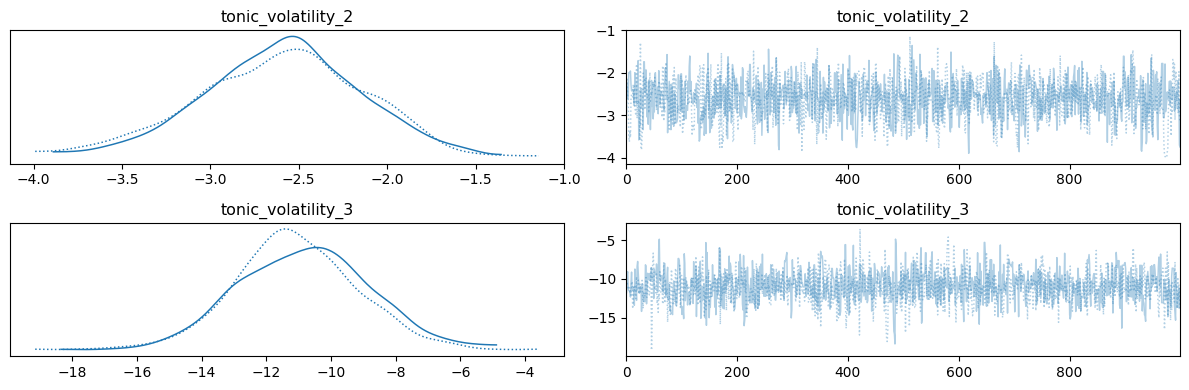 tonic_volatility_2
−4.0 −3.5 −3.0 −2.5 −2.0 −1.5 −1.0
tonic_volatility_2
−1
−2
−3
−4
0 200 400 600 800
tonic_volatility_3
−18 −16 −14 −12 −10 −8 −6 −4
tonic_volatility_3
−5
−10
−15
0 200 400 600 800